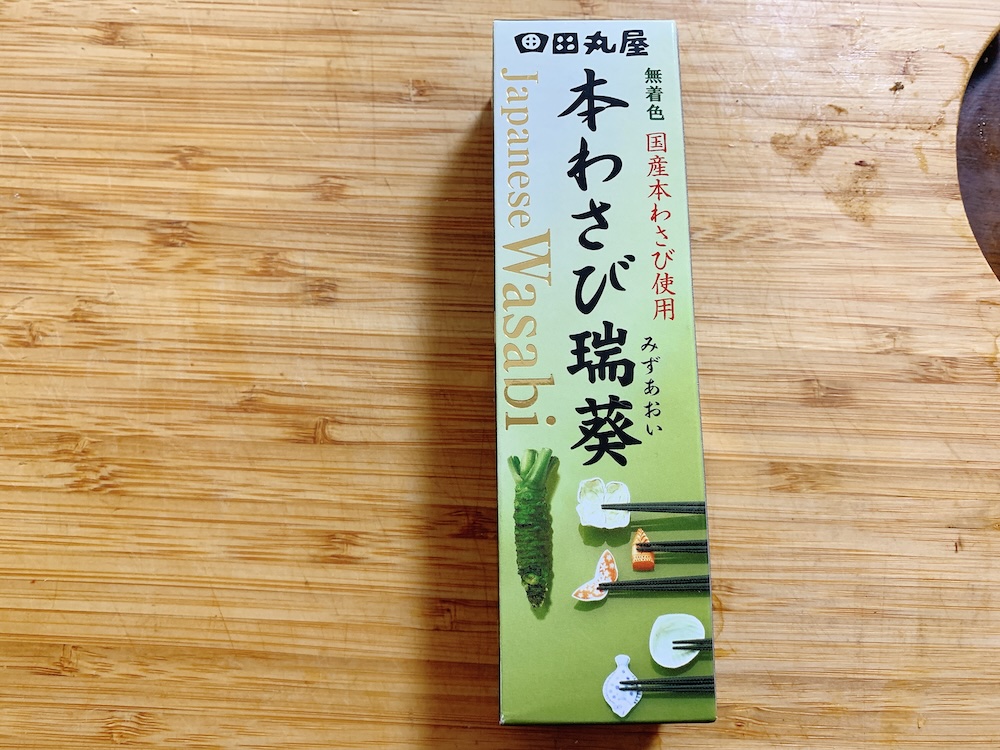 田丸屋
無着色
国産本わさび使用
本わさび瑞葵
みずあおい
Japanese Wasabi